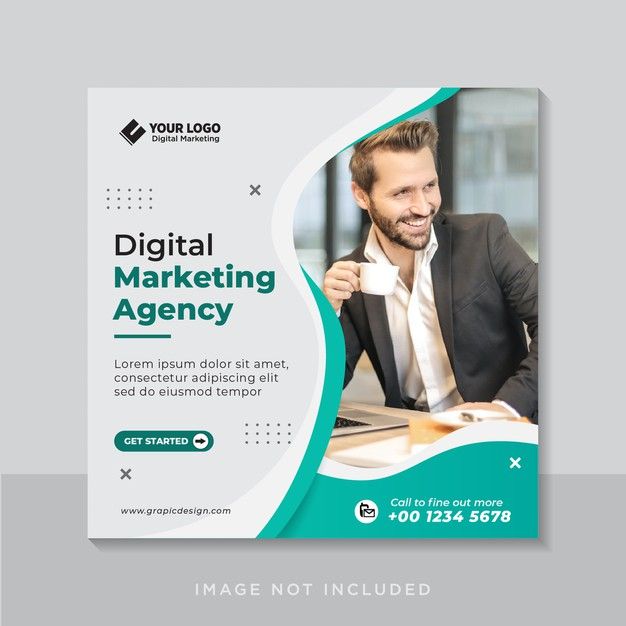 YOUR LOGO
Digital Marketing
Digital
Marketing
Agency
Lorem ipsum dolor sit amet,
consectetur adipiscing elit,
sed do eiusmod tempor
GET STARTED
www.grapicdesign.com
Call to fine out more
+00 1234 5678
IMAGE NOT INCLUDED